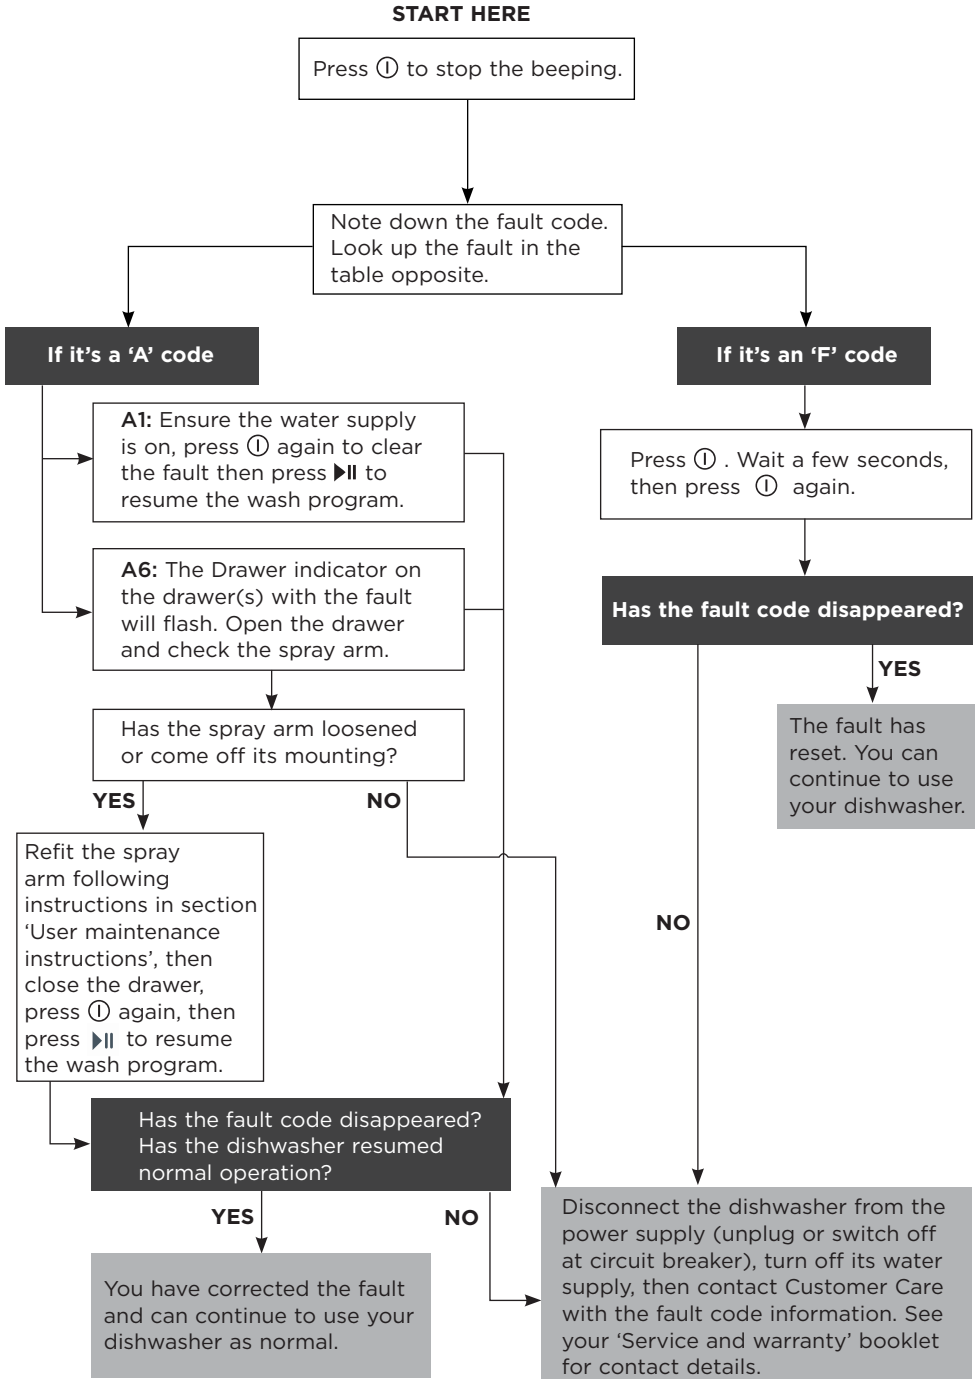 START HERE
Press Ⓘ to stop the beeping.
Note down the fault code.
Look up the fault in the
table opposite.
If it's a ‘A’ code
A1: Ensure the water supply
is on, press Ⓘ again to clear
the fault then press ▶II to
resume the wash program.
A6: The Drawer indicator on
the drawer(s) with the fault
will flash. Open the drawer
and check the spray arm.
Has the spray arm loosened
or come off its mounting?
YES
NO
Refit the spray
arm following
instructions in section
‘User maintenance
instructions’, then
close the drawer,
press Ⓘ again, then
press ▶II to resume
the wash program.
Has the fault code disappeared?
Has the dishwasher resumed
normal operation?
YES
NO
You have corrected the fault
and can continue to use your
dishwasher as normal.
If it's an ‘F’ code
Press Ⓘ . Wait a few seconds,
then press Ⓘ again.
Has the fault code disappeared?
YES
The fault has
reset. You can
continue to use
your dishwasher.
NO
Disconnect the dishwasher from the
power supply (unplug or switch off
at circuit breaker), turn off its water
supply, then contact Customer Care
with the fault code information. See
your ‘Service and warranty’ booklet
for contact details.